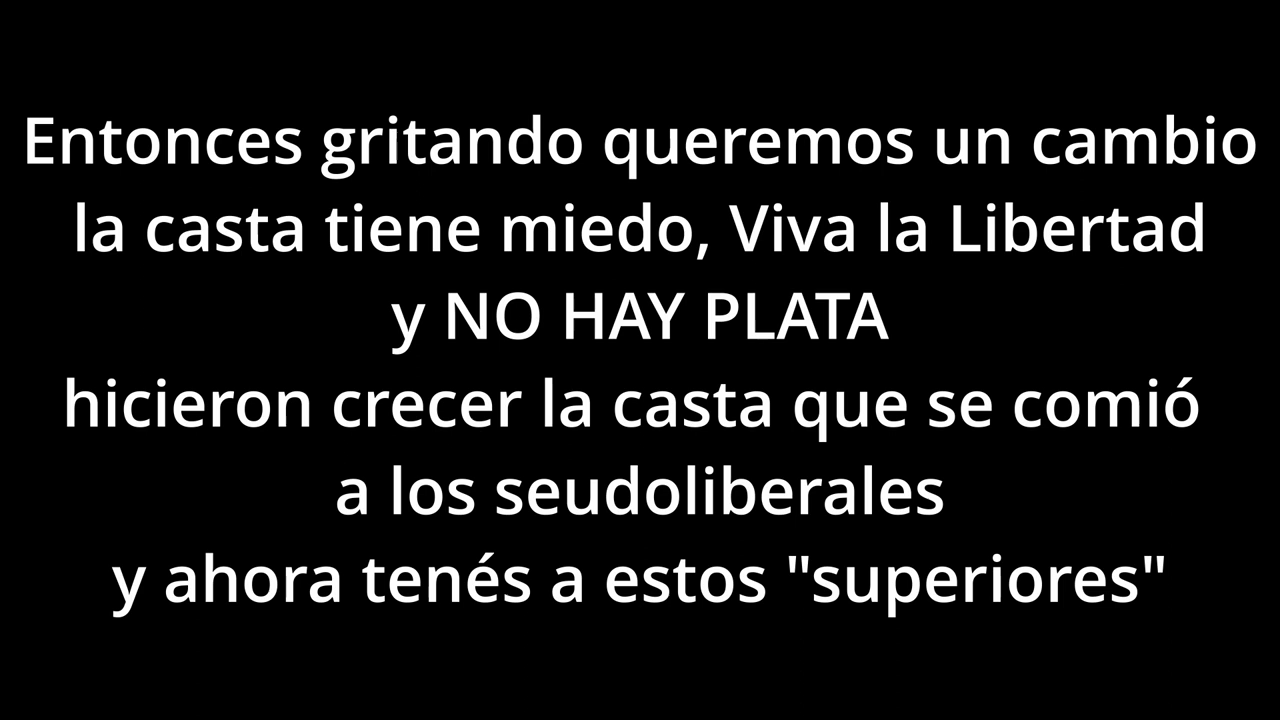 Entonces gritando queremos un cambio
la casta tiene miedo, Viva la Libertad
y NO HAY PLATA
hicieron crecer la casta que se comió
a los seudoliberales
y ahora tenés a estos "superiores"